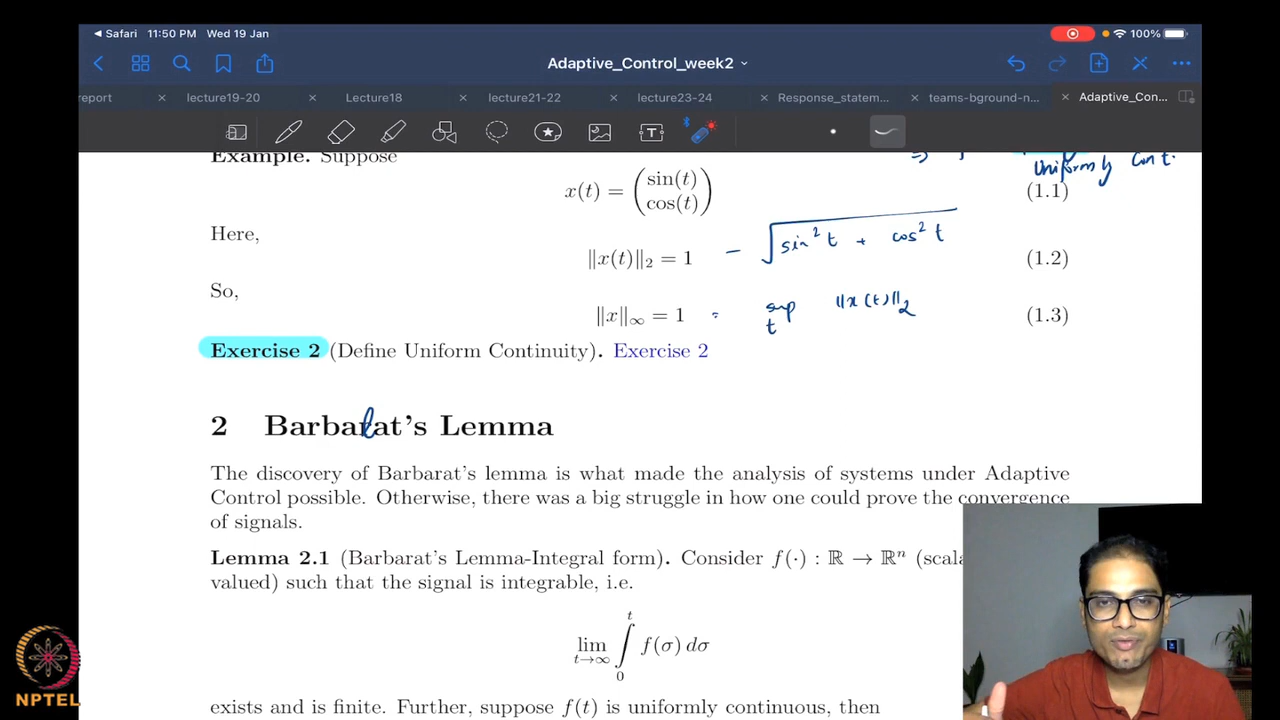 Safari 11:50 PM Wed 19 Jan 100%
Adaptive_Control_week2
report lecture19-20 Lecture18 lecture21-22 lecture23-24 Response_statem... teams-bground-n... Adaptive_Con...
Example. Suppose
uniformly cont.
x(t) = (sin(t) cos(t)) (1.1)
Here,
‖x(t)‖₂ = 1 = √(sin² t + cos² t) (1.2)
So,
‖x‖∞ = 1 = sup t ‖x(t)‖₂ (1.3)
Exercise 2 (Define Uniform Continuity). Exercise 2
2 Barbalat's Lemma
The discovery of Barbarat's lemma is what made the analysis of systems under Adaptive
Control possible. Otherwise, there was a big struggle in how one could prove the convergence
of signals.
Lemma 2.1 (Barbarat's Lemma-Integral form). Consider f(·) : ℝ → ℝⁿ (scala
valued) such that the signal is integrable, i.e.
lim t→∞ ∫₀ᵗ f(σ) dσ
exists and is finite. Further, suppose f(t) is uniformly continuous, then
NPTEL